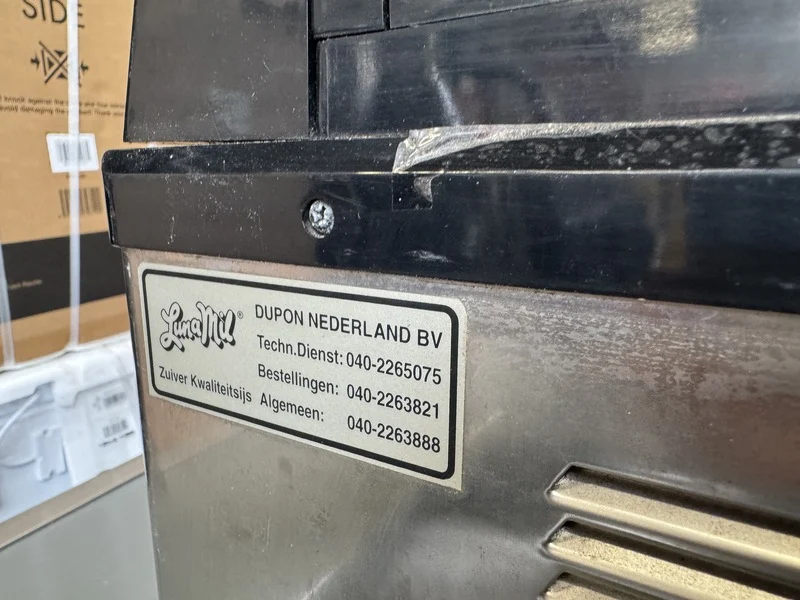 SIDE
LunaMil®
DUPON NEDERLAND BV
Techn.Dienst: 040-2265075
Bestellingen: 040-2263821
Zuiver Kwaliteitsijs Algemeen: 040-2263888